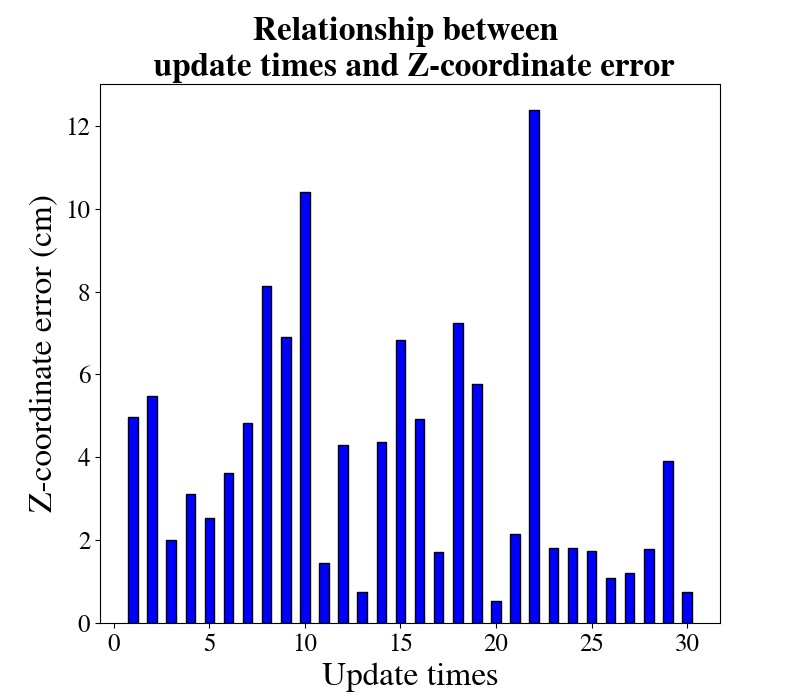 Relationship between
update times and Z-coordinate error
Z-coordinate error (cm)
12
10
8
6
4
2
0
0 5 10 15 20 25 30
Update times